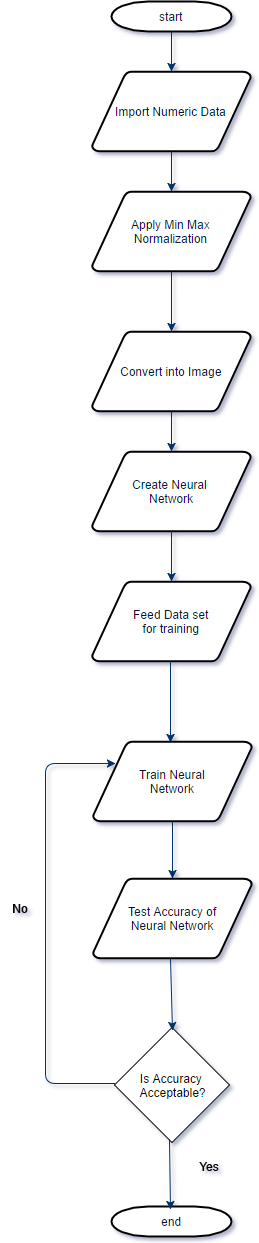 start
Import Numeric Data
Apply Min Max
Normalization
Convert into Image
Create Neural
Network
Feed Data set
for training
Train Neural
Network
Test Accuracy of
Neural Network
No
Is Accuracy
Acceptable?
Yes
end